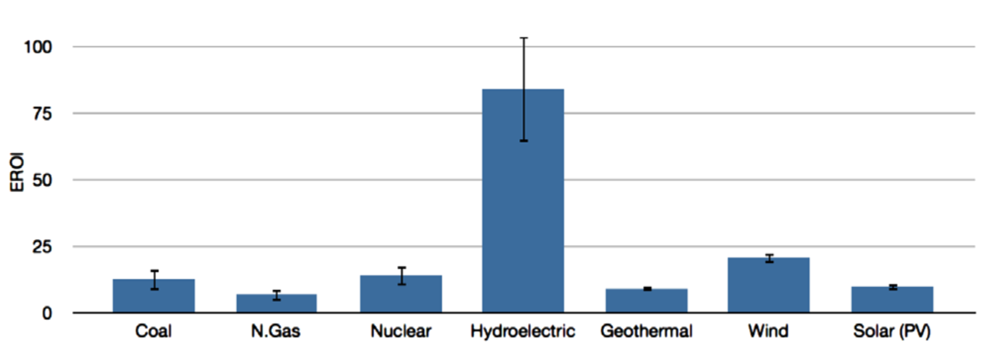 100
75
50
25
0
EROI
Coal
N.Gas
Nuclear
Hydroelectric
Geothermal
Wind
Solar (PV)